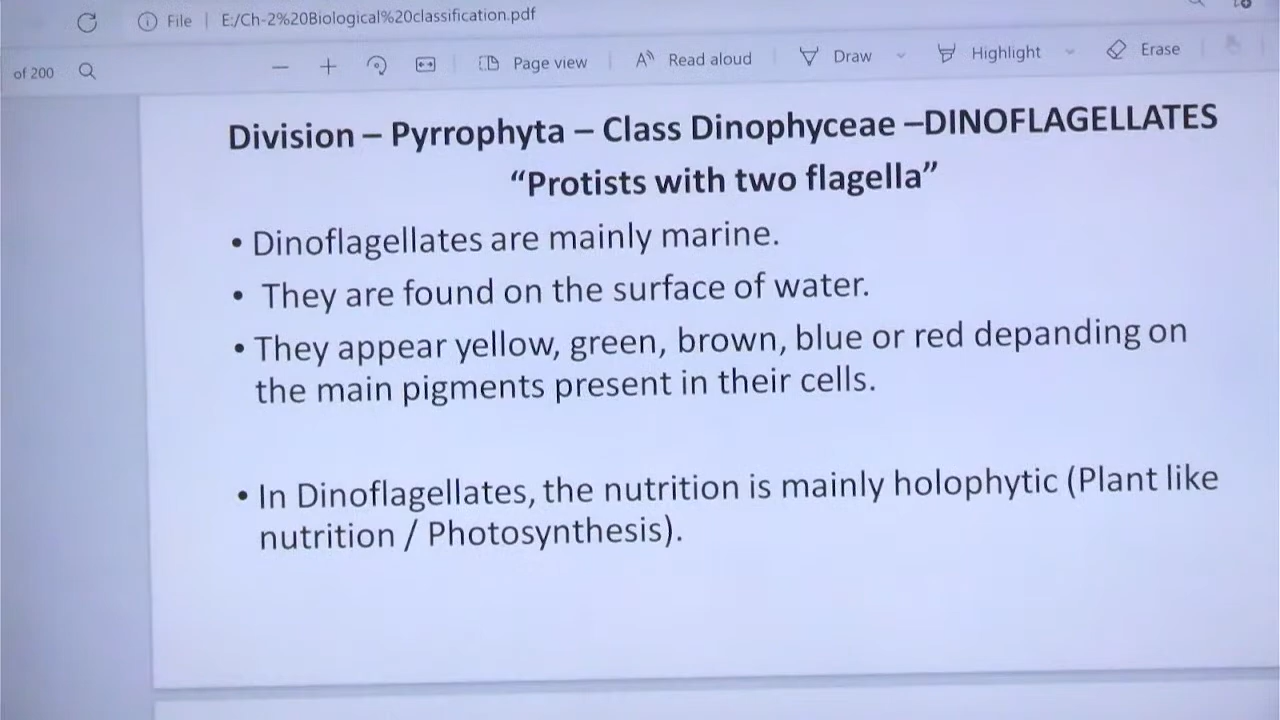 File | E:/Ch-2%20Biological%20classification.pdf
of 200 Page view Read aloud Draw Highlight Erase
Division – Pyrrophyta – Class Dinophyceae –DINOFLAGELLATES
“Protists with two flagella”
• Dinoflagellates are mainly marine.
• They are found on the surface of water.
• They appear yellow, green, brown, blue or red depanding on
the main pigments present in their cells.
• In Dinoflagellates, the nutrition is mainly holophytic (Plant like
nutrition / Photosynthesis).